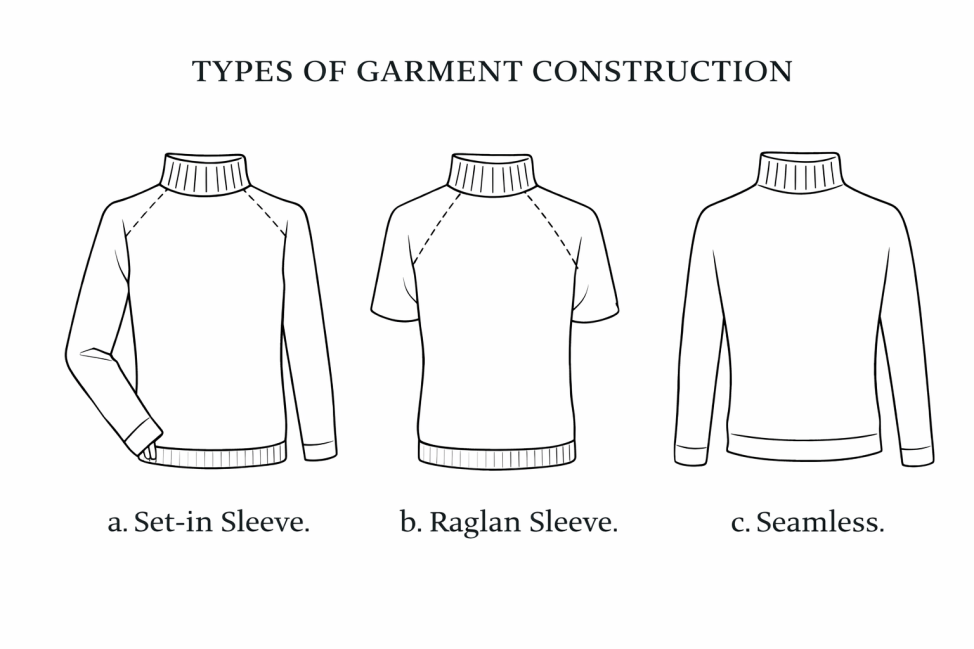 TYPES OF GARMENT CONSTRUCTION
a. Set-in Sleeve.
b. Raglan Sleeve.
c. Seamless.